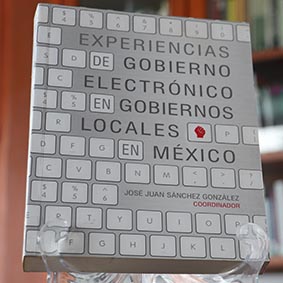 EXPERIENCIAS
DE GOBIERNO
ELECTRÓNICO
EN GOBIERNOS
LOCALES
EN MÉXICO
JOSÉ JUAN SÁNCHEZ GONZÁLEZ
COORDINADOR